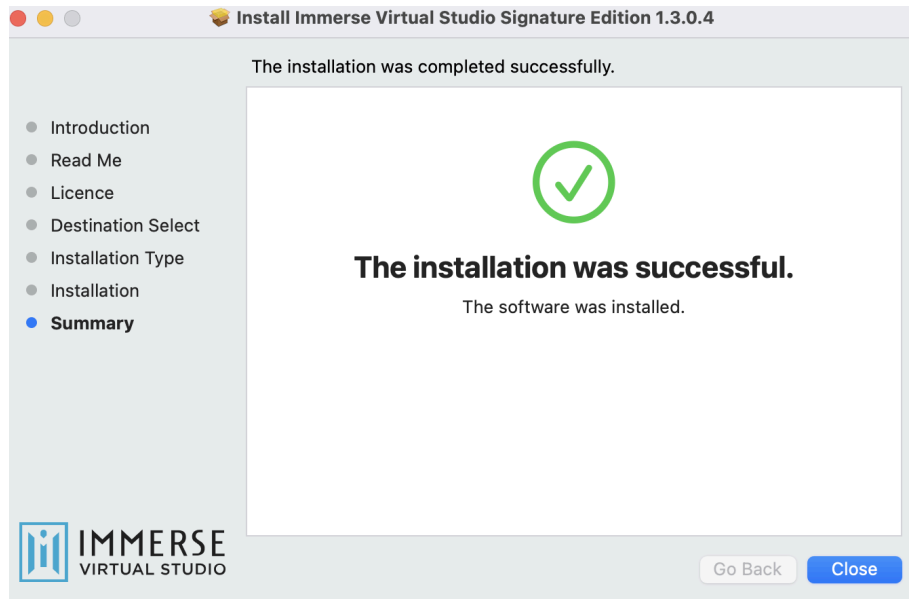 Install Immerse Virtual Studio Signature Edition 1.3.0.4
The installation was completed successfully.
Introduction
Read Me
Licence
Destination Select
Installation Type
Installation
Summary
The installation was successful.
The software was installed.
IMMERSE
VIRTUAL STUDIO
Go Back
Close